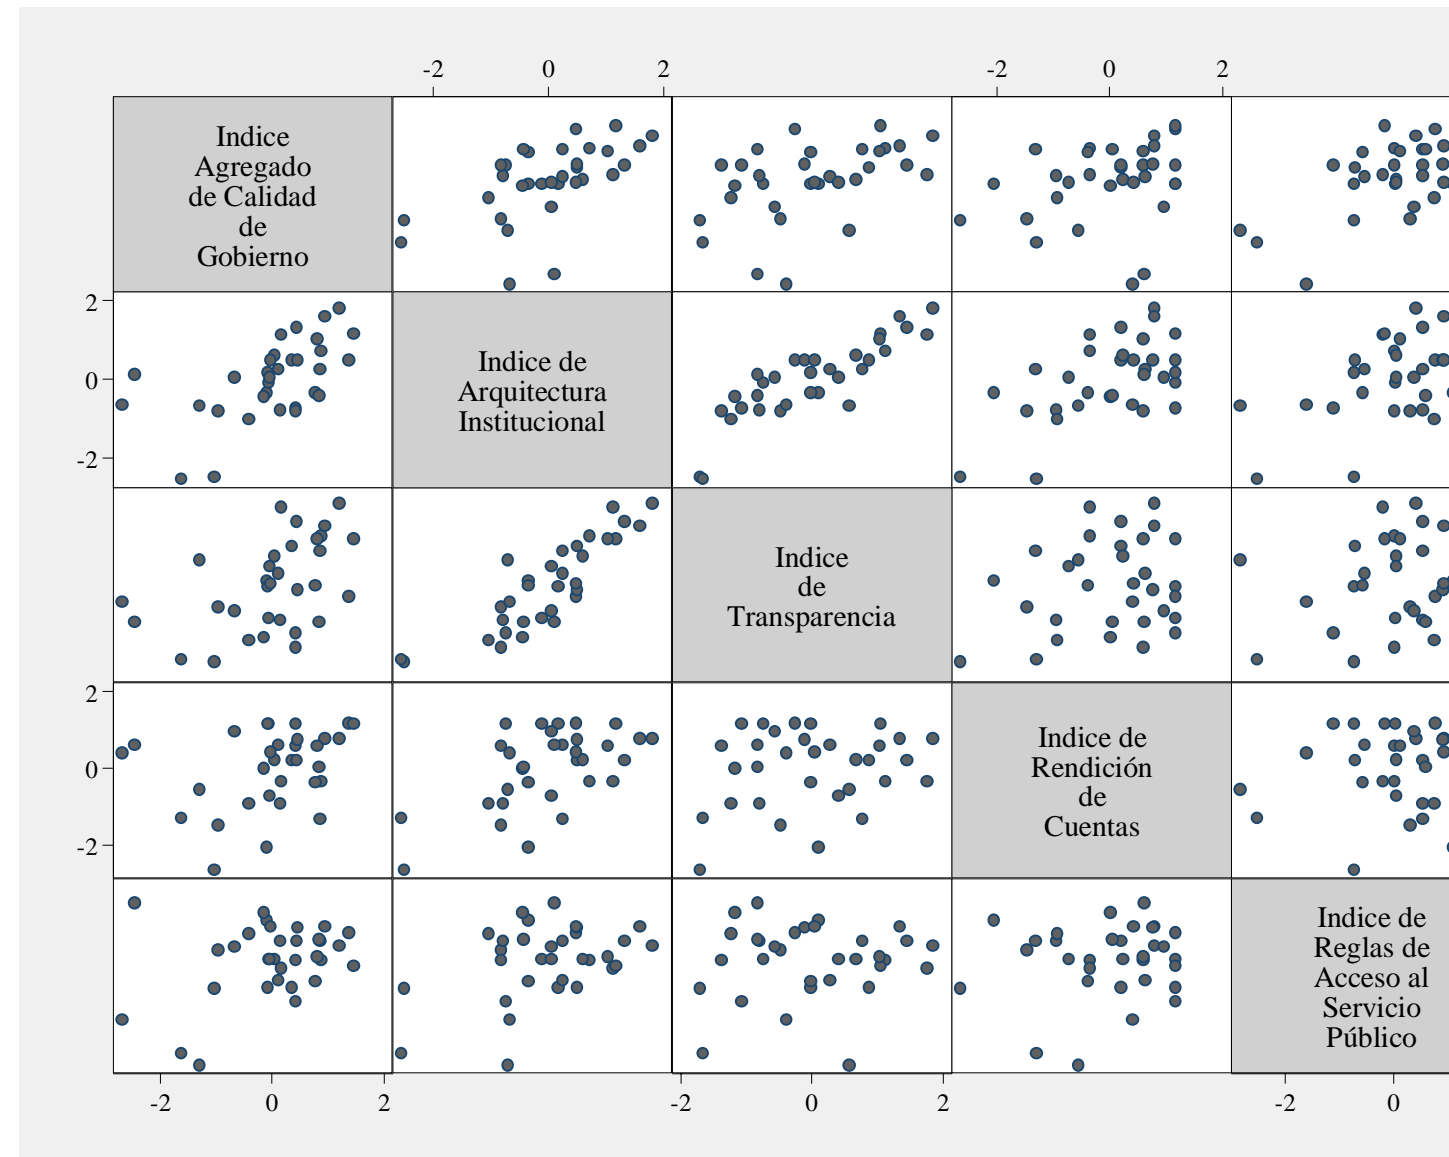 -2 0 2 -2 0 2
Indice
Agregado
de Calidad
de
Gobierno
2
0
-2
Indice de
Arquitectura
Institucional
Indice
de
Transparencia
2
0
-2
Indice de
Rendición
de
Cuentas
Indice de
Reglas de
Acceso al
Servicio
Público
-2 0 2 -2 0 2 -2 0